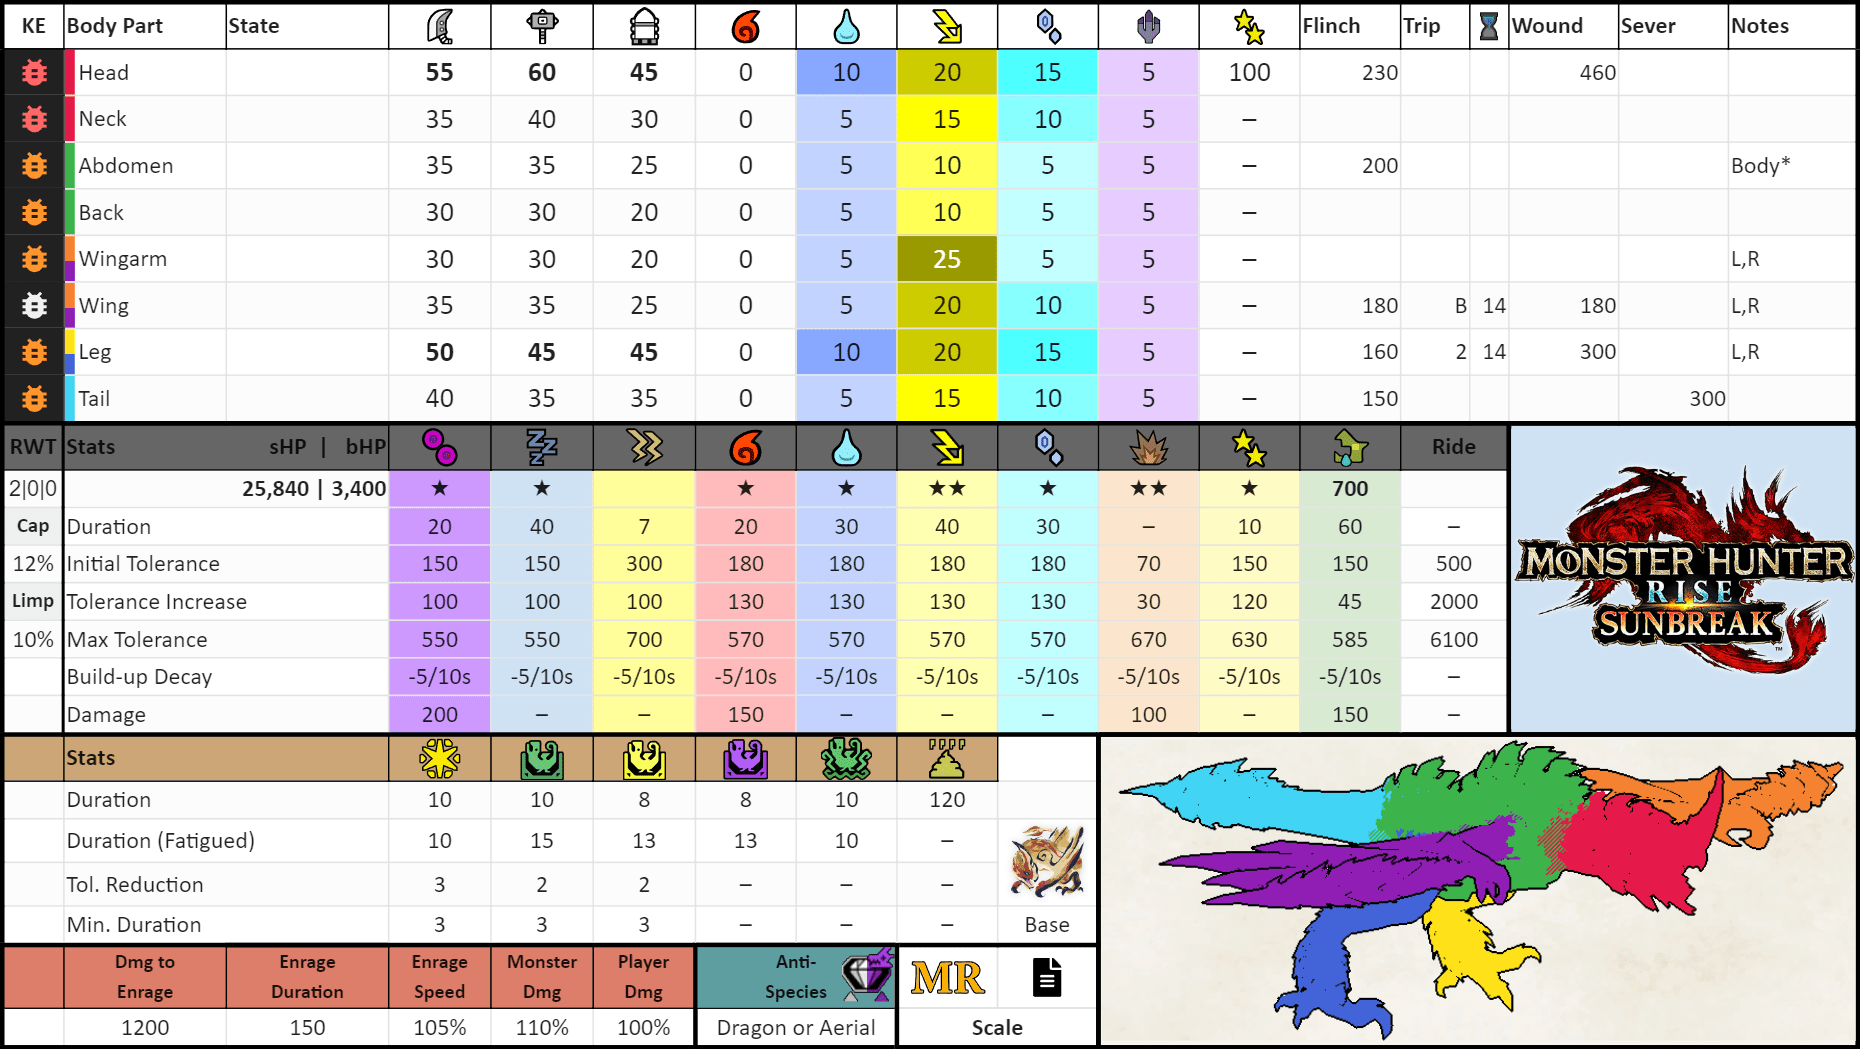 KE Body Part State Flinch Trip Wound Sever Notes
Head 55 60 45 0 10 20 15 5 100 230 460
Neck 35 40 30 0 5 15 10 5 –
Abdomen 35 35 25 0 5 10 5 5 – 200 Body*
Back 30 30 20 0 5 10 5 5 –
Wingarm 30 30 20 0 5 25 5 5 – L,R
Wing 35 35 25 0 5 20 10 5 – 180 B 14 180 L,R
Leg 50 45 45 0 10 20 15 5 – 160 2 14 300 L,R
Tail 40 35 35 0 5 15 10 5 – 150 300
RWT Stats sHP | bHP Ride
2|0|0 25,840 | 3,400 ★ ★ ★ ★ ★★ ★ ★★ ★ 700
Cap Duration 20 40 7 20 30 40 30 – 10 60 –
12% Initial Tolerance 150 150 300 180 180 180 180 70 150 150 500
Limp Tolerance Increase 100 100 100 130 130 130 130 30 120 45 2000
10% Max Tolerance 550 550 700 570 570 570 570 670 630 585 6100
Build-up Decay -5/10s -5/10s -5/10s -5/10s -5/10s -5/10s -5/10s -5/10s -5/10s -5/10s –
Damage 200 – – 150 – – – 100 – 150 –
MONSTER HUNTER
RISE
SUNBREAK
™
Stats
Duration 10 10 8 8 10 120
Duration (Fatigued) 10 15 13 13 10 –
Tol. Reduction 3 2 2 – – –
Min. Duration 3 3 3 – – – Base
Dmg to Enrage Enrage Monster Player Anti-
Enrage Duration Speed Dmg Dmg Species MR
1200 150 105% 110% 100% Dragon or Aerial Scale